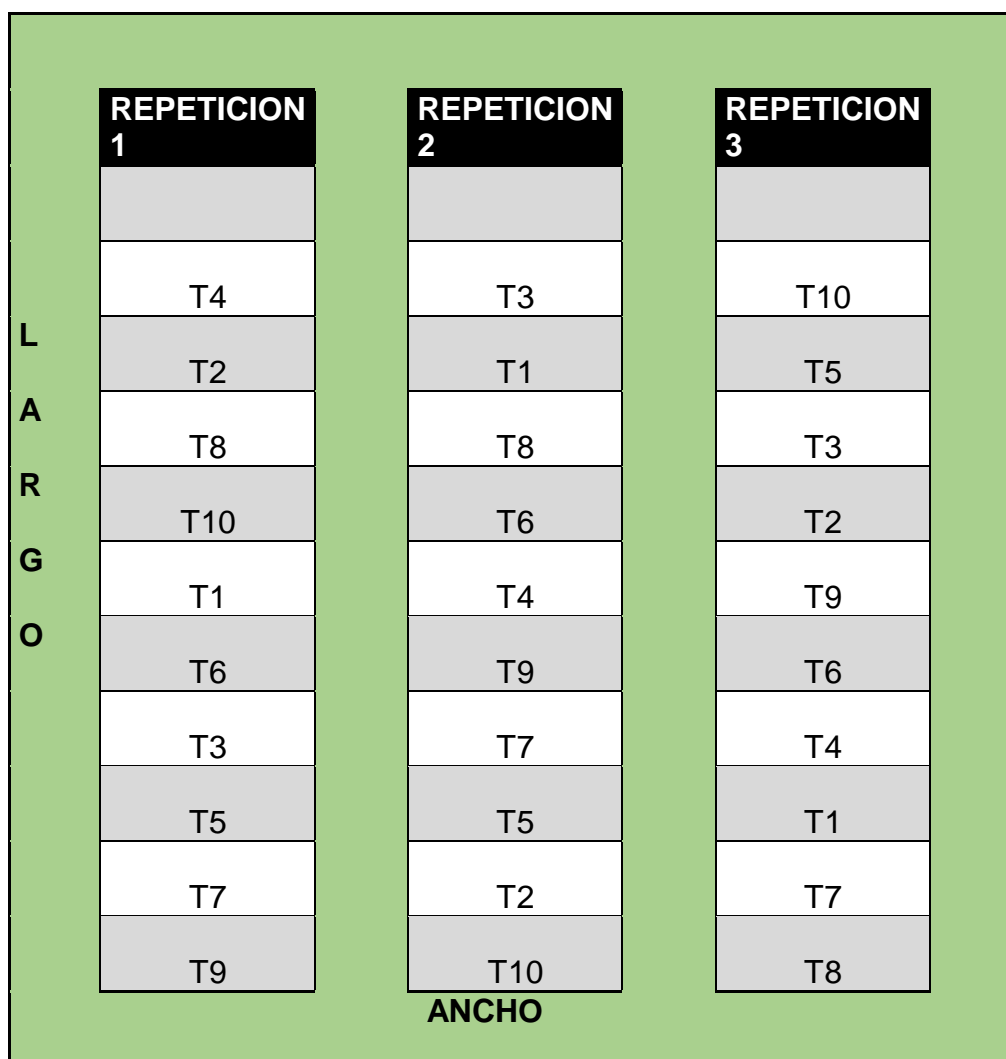 REPETICION 1 REPETICION 2 REPETICION 3
T4 T3 T10
L
T2 T1 T5
A
T8 T8 T3
R
T10 T6 T2
G
T1 T4 T9
O
T6 T9 T6
T3 T7 T4
T5 T5 T1
T7 T2 T7
T9 T10 T8
ANCHO